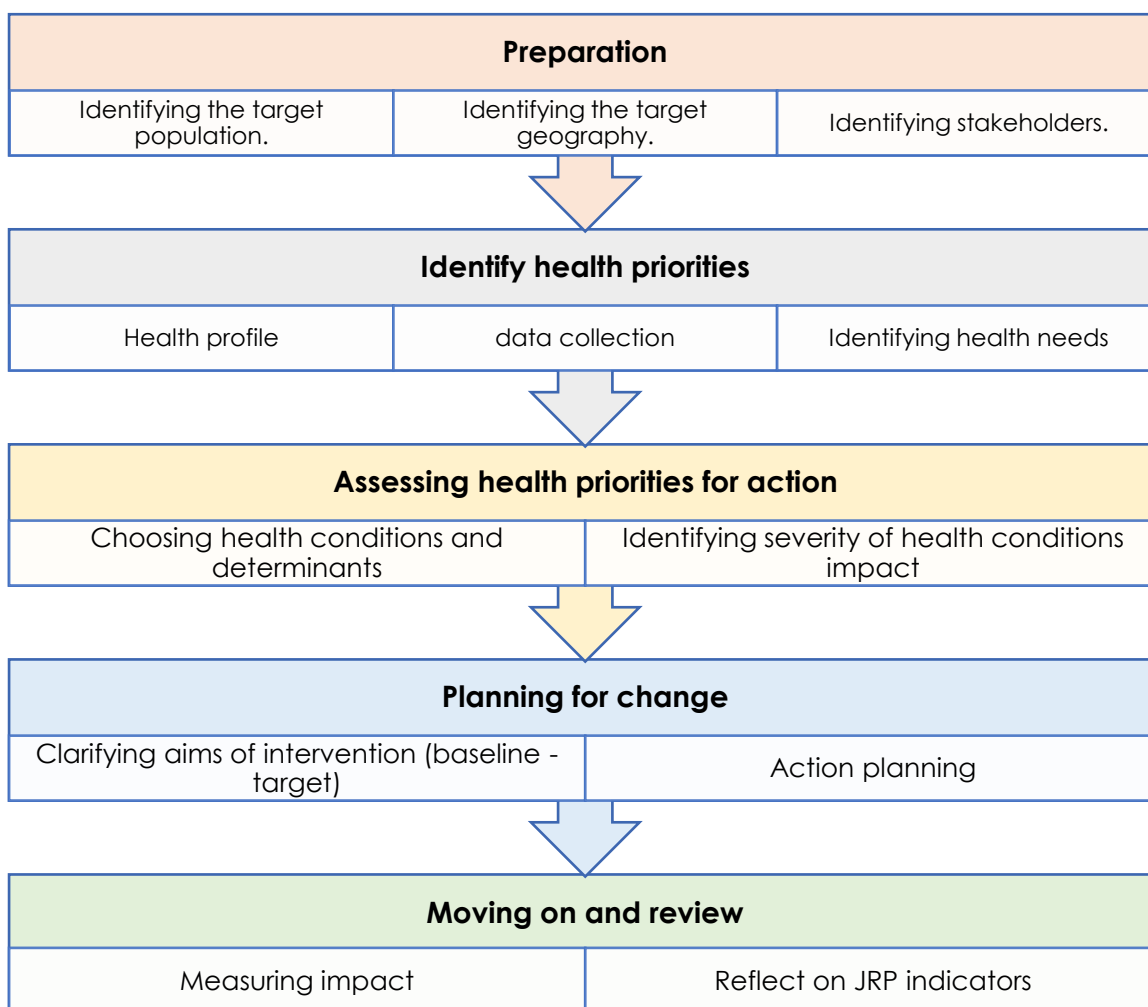 Preparation
Identifying the target
population.
Identifying the target
geography.
Identifying stakeholders.
Identify health priorities
Health profile
data collection
Identifying health needs
Assessing health priorities for action
Choosing health conditions and
determinants
Identifying severity of health conditions
impact
Planning for change
Clarifying aims of intervention (baseline -
target)
Action planning
Moving on and review
Measuring impact
Reflect on JRP indicators